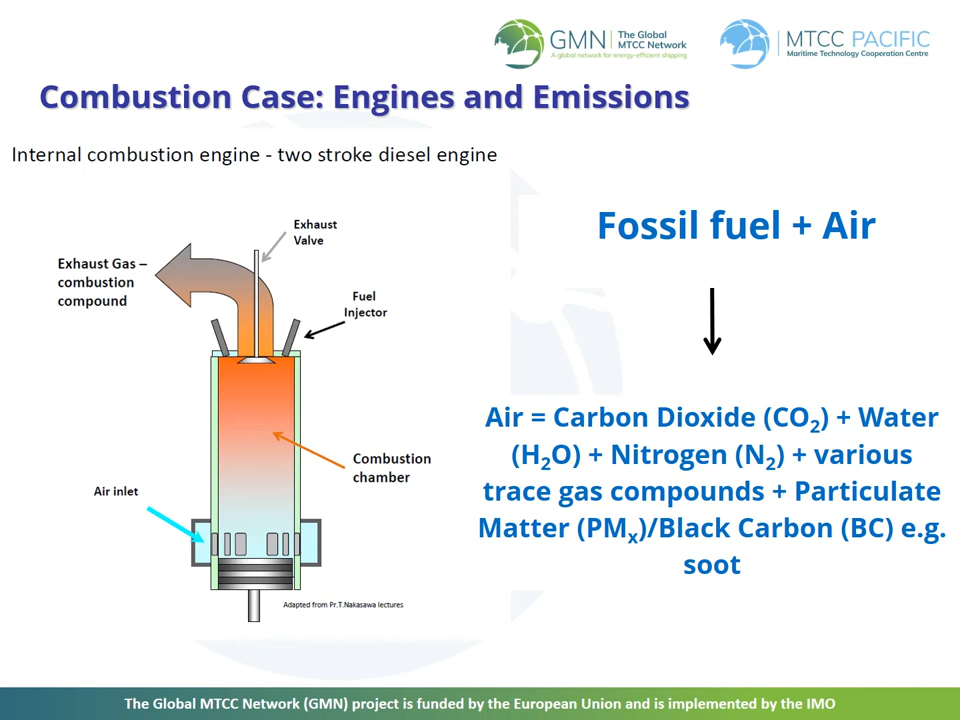 GMN
The Global
MTCC Network
A global network for energy-efficient shipping
MTCC PACIFIC
Maritime Technology Cooperation Centre
Combustion Case: Engines and Emissions
Internal combustion engine - two stroke diesel engine
Exhaust
Valve
Exhaust Gas –
combustion
compound
Fuel
Injector
Combustion
chamber
Air inlet
Adapted from Pr.T.Nakasawa lectures
Fossil fuel + Air
Air = Carbon Dioxide (CO₂) + Water
(H₂O) + Nitrogen (N₂) + various
trace gas compounds + Particulate
Matter (PMₓ)/Black Carbon (BC) e.g.
soot
The Global MTCC Network (GMN) project is funded by the European Union and is implemented by the IMO